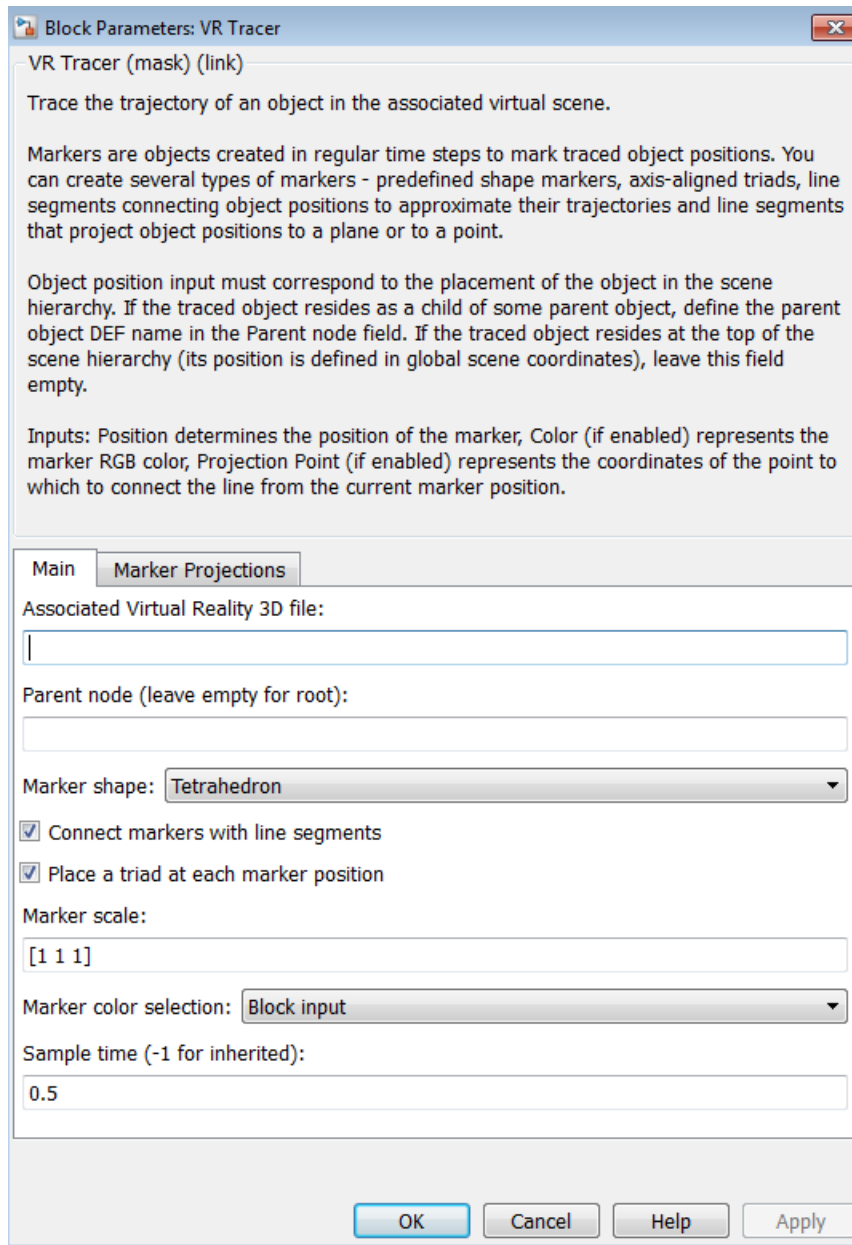 Block Parameters: VR Tracer
VR Tracer (mask) (link)
Trace the trajectory of an object in the associated virtual scene.
Markers are objects created in regular time steps to mark traced object positions. You
can create several types of markers - predefined shape markers, axis-aligned triads, line
segments connecting object positions to approximate their trajectories and line segments
that project object positions to a plane or to a point.
Object position input must correspond to the placement of the object in the scene
hierarchy. If the traced object resides as a child of some parent object, define the parent
object DEF name in the Parent node field. If the traced object resides at the top of the
scene hierarchy (its position is defined in global scene coordinates), leave this field
empty.
Inputs: Position determines the position of the marker, Color (if enabled) represents the
marker RGB color, Projection Point (if enabled) represents the coordinates of the point to
which to connect the line from the current marker position.
Main Marker Projections
Associated Virtual Reality 3D file:
Parent node (leave empty for root):
Marker shape: Tetrahedron
Connect markers with line segments
Place a triad at each marker position
Marker scale:
[1 1 1]
Marker color selection: Block input
Sample time (-1 for inherited):
0.5
OK Cancel Help Apply